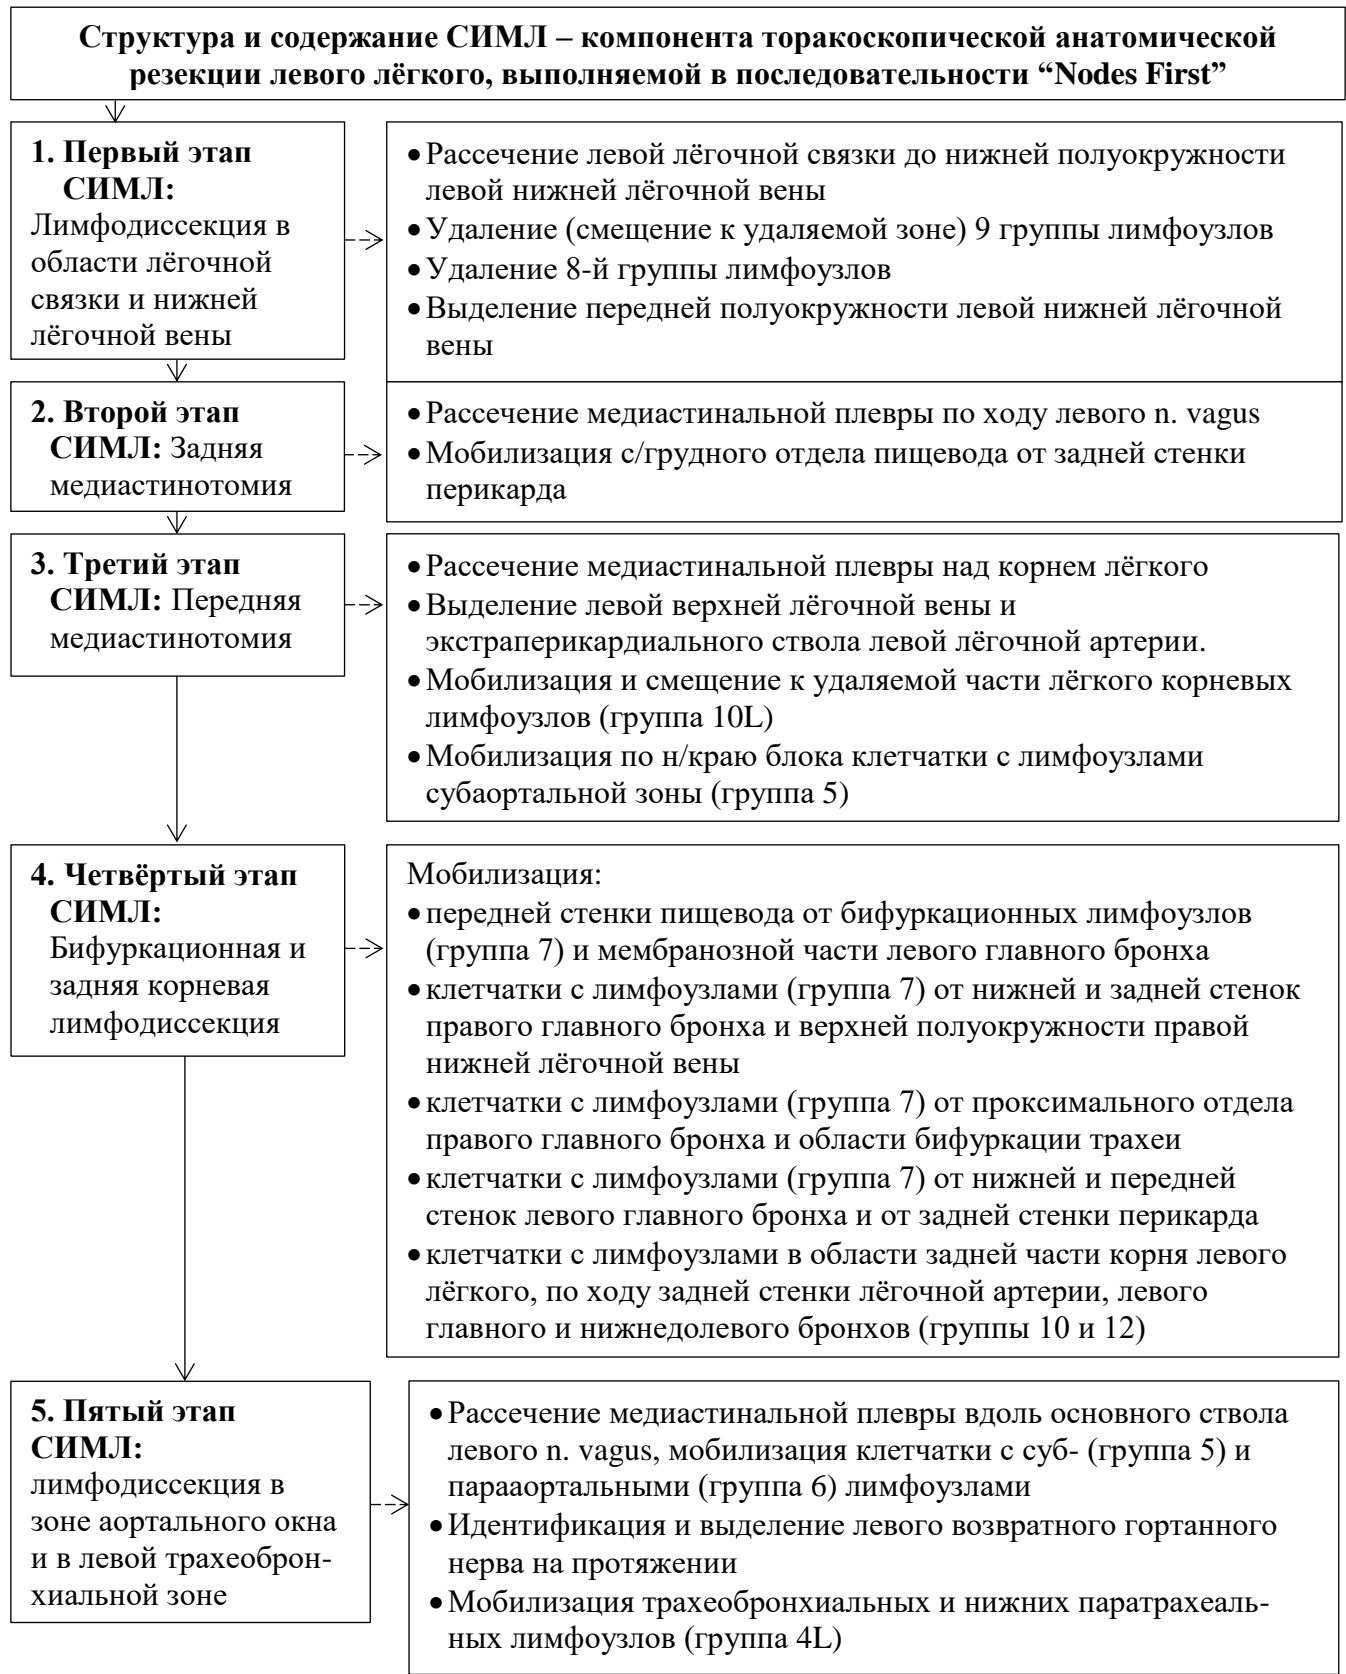 Структура и содержание СИМЛ – компонента торакоскопической анатомической
резекции левого лёгкого, выполняемой в последовательности “Nodes First”
1. Первый этап
СИМЛ:
Лимфодиссекция в
области лёгочной
связки и нижней
лёгочной вены
• Рассечение левой лёгочной связки до нижней полуокружности
левой нижней лёгочной вены
• Удаление (смещение к удаляемой зоне) 9 группы лимфоузлов
• Удаление 8-й группы лимфоузлов
• Выделение передней полуокружности левой нижней лёгочной
вены
2. Второй этап
СИМЛ: Задняя
медиастинотомия
• Рассечение медиастинальной плевры по ходу левого n. vagus
• Мобилизация с/грудного отдела пищевода от задней стенки
перикарда
3. Третий этап
СИМЛ: Передняя
медиастинотомия
• Рассечение медиастинальной плевры над корнем лёгкого
• Выделение левой верхней лёгочной вены и
экстраперикардиального ствола левой лёгочной артерии.
• Мобилизация и смещение к удаляемой части лёгкого корневых
лимфоузлов (группа 10L)
• Мобилизация по н/краю блока клетчатки с лимфоузлами
субаортальной зоны (группа 5)
4. Четвёртый этап
СИМЛ:
Бифуркационная и
задняя корневая
лимфодиссекция
Мобилизация:
• передней стенки пищевода от бифуркационных лимфоузлов
(группа 7) и мембранозной части левого главного бронха
• клетчатки с лимфоузлами (группа 7) от нижней и задней стенок
правого главного бронха и верхней полуокружности правой
нижней лёгочной вены
• клетчатки с лимфоузлами (группа 7) от проксимального отдела
правого главного бронха и области бифуркации трахеи
• клетчатки с лимфоузлами (группа 7) от нижней и передней
стенок левого главного бронха и от задней стенки перикарда
• клетчатки с лимфоузлами в области задней части корня левого
лёгкого, по ходу задней стенки лёгочной артерии, левого
главного и нижнедолевого бронхов (группы 10 и 12)
5. Пятый этап
СИМЛ:
лимфодиссекция в
зоне аортального окна
и в левой трахеоброн-
хиальной зоне
• Рассечение медиастинальной плевры вдоль основного ствола
левого n. vagus, мобилизация клетчатки с суб- (группа 5) и
парааортальными (группа 6) лимфоузлами
• Идентификация и выделение левого возвратного гортанного
нерва на протяжении
• Мобилизация трахеобронхиальных и нижних паратрахеаль-
ных лимфоузлов (группа 4L)